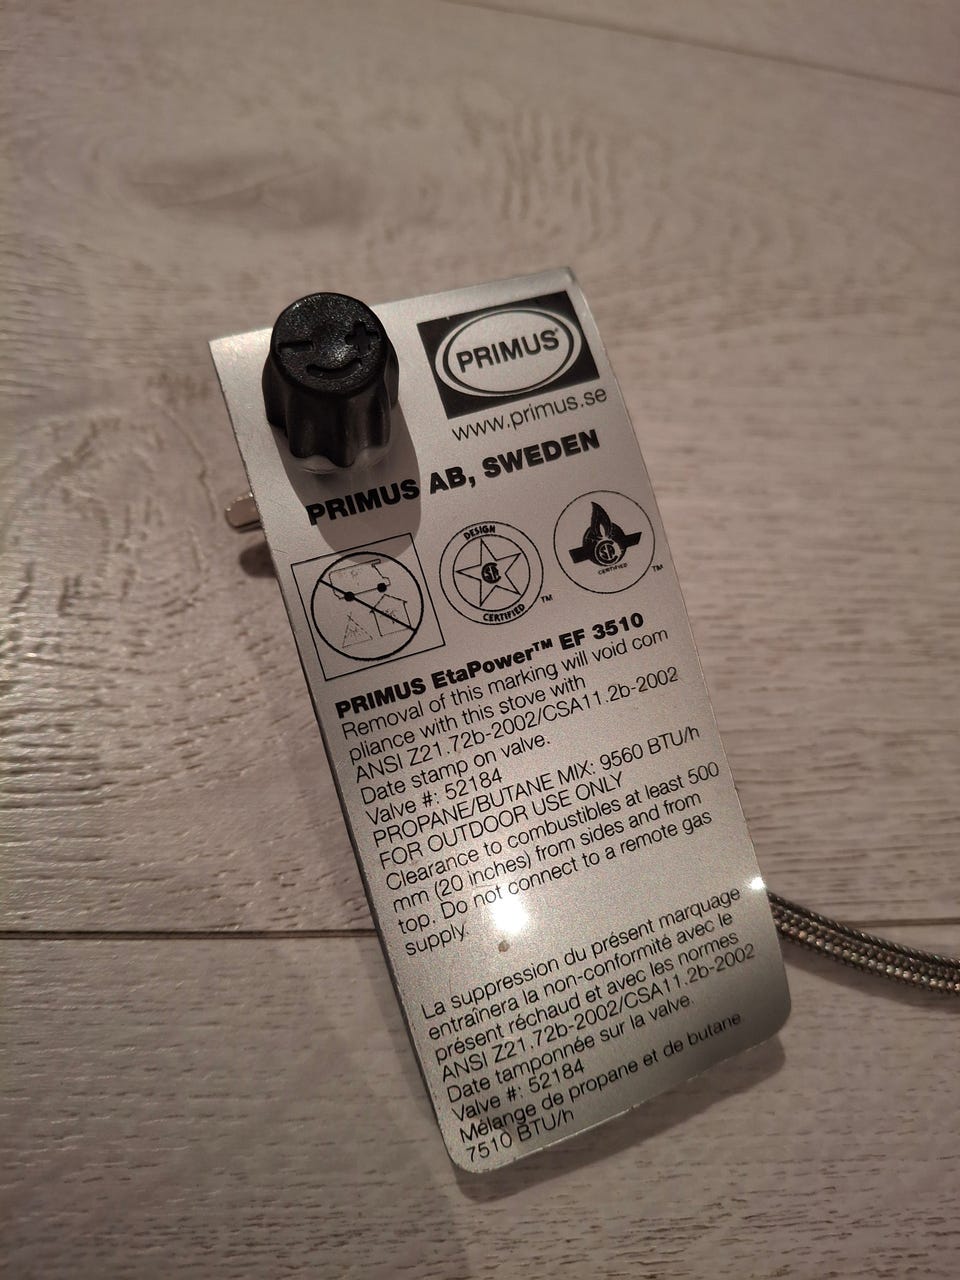 PRIMUS®
www.primus.se
PRIMUS AB, SWEDEN
DESIGN
SA
CERTIFIED
TM
SA
CERTIFIED
TM
PRIMUS EtaPower™ EF 3510
Removal of this marking will void com
pliance with this stove with
ANSI Z21.72b-2002/CSA11.2b-2002
Date stamp on valve.
Valve #: 52184
PROPANE/BUTANE MIX: 9560 BTU/h
FOR OUTDOOR USE ONLY
Clearance to combustibles at least 500
mm (20 inches) from sides and from
top. Do not connect to a remote gas
supply.
La suppression du présent marquage
entraînera la non-conformité avec le
présent réchaud et avec les normes
ANSI Z21.72b-2002/CSA11.2b-2002
Date tamponnée sur la valve.
Valve #: 52184
Mélange de propane et de butane
7510 BTU/h